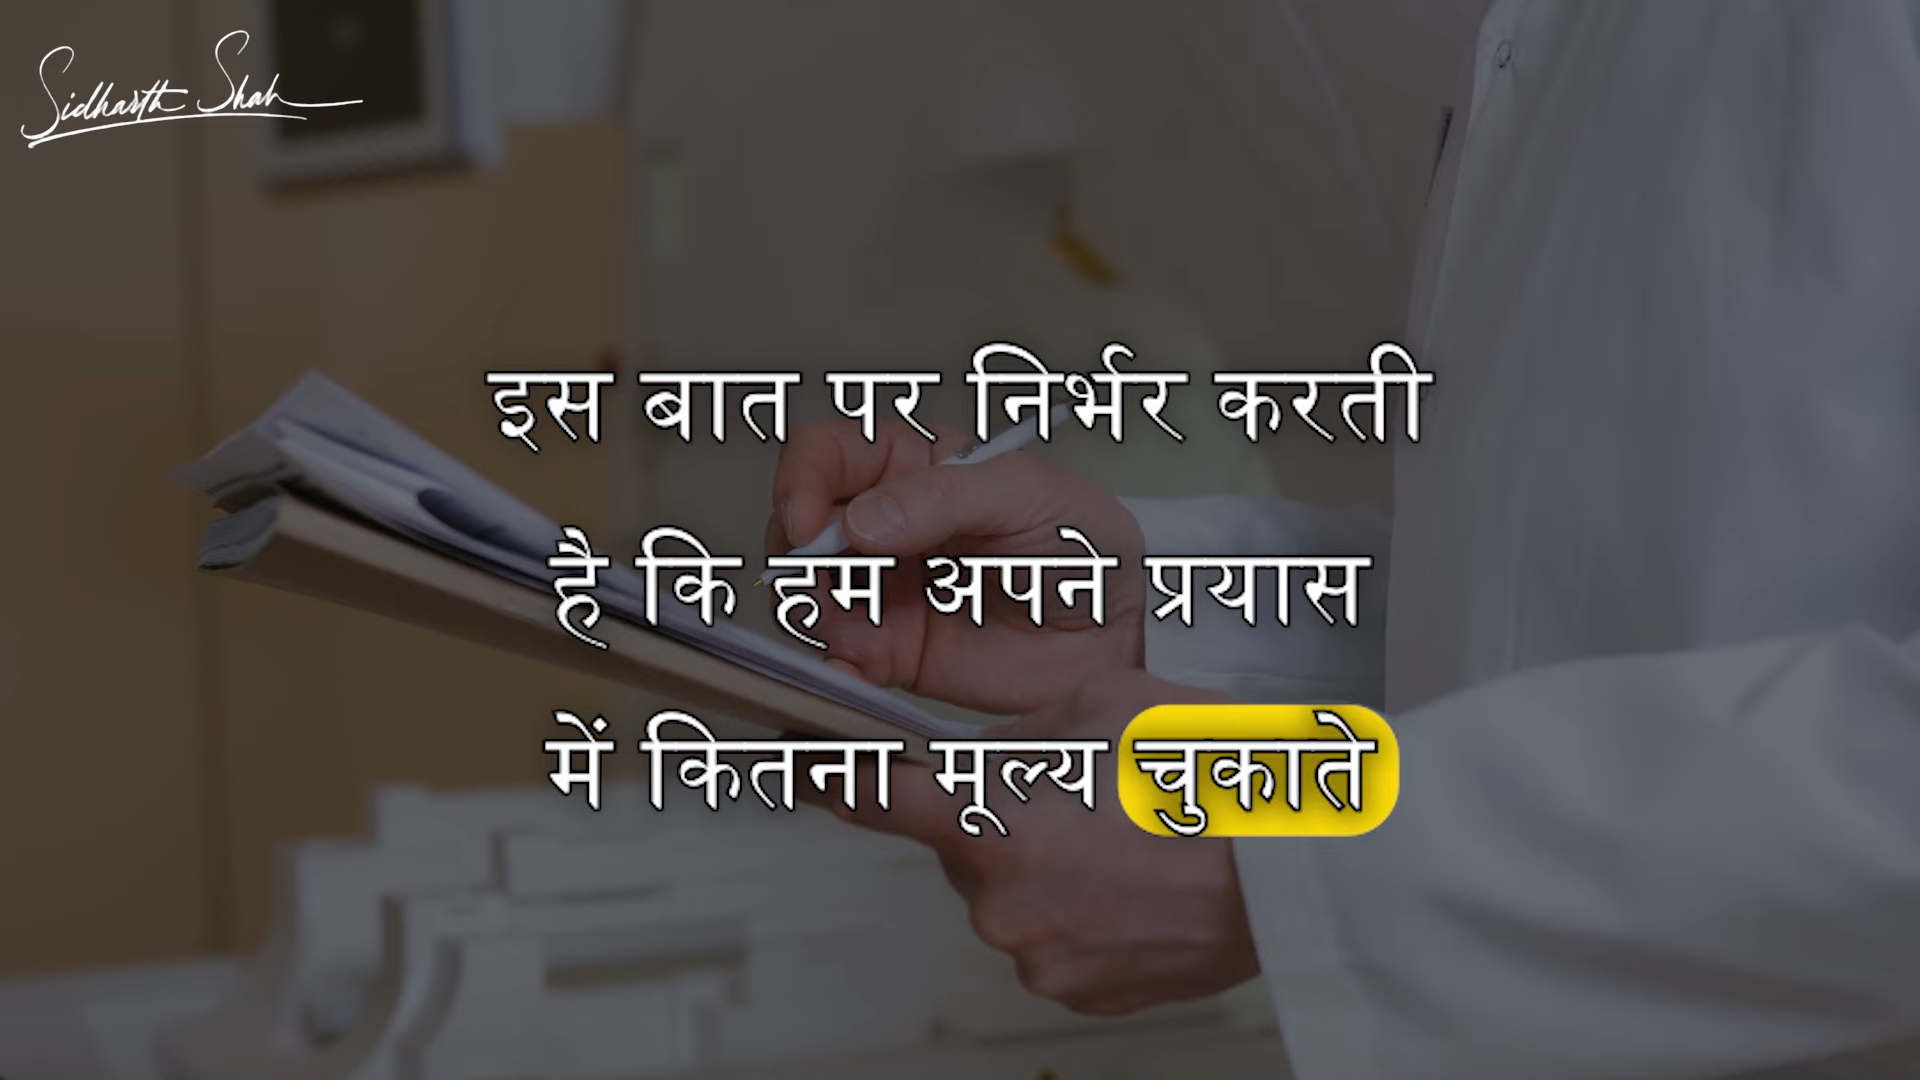 Sidharth Shah
इस बात पर निर्भर करती
है कि हम अपने प्रयास
में कितना मूल्य चुकाते